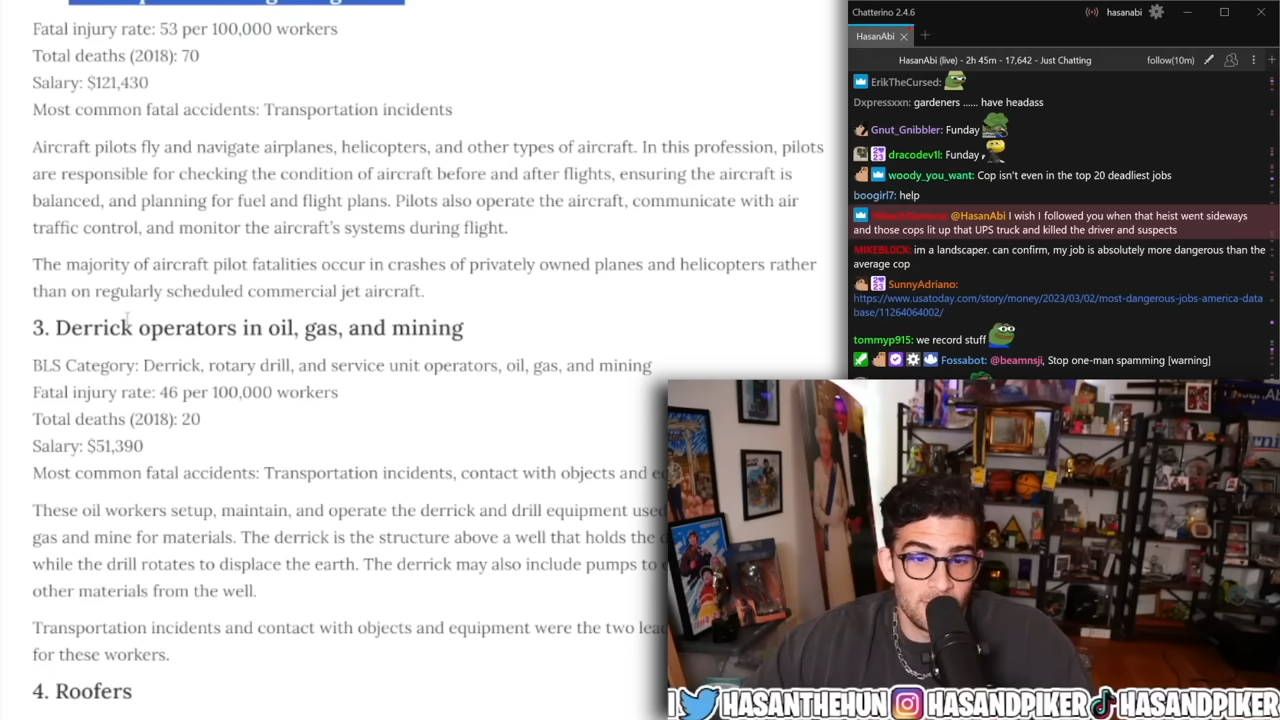 Fatal injury rate: 53 per 100,000 workers
Total deaths (2018): 70
Salary: $121,430
Most common fatal accidents: Transportation incidents
Aircraft pilots fly and navigate airplanes, helicopters, and other types of aircraft. In this profession, pilots
are responsible for checking the condition of aircraft before and after flights, ensuring the aircraft is
balanced, and planning for fuel and flight plans. Pilots also operate the aircraft, communicate with air
traffic control, and monitor the aircraft's systems during flight.
The majority of aircraft pilot fatalities occur in crashes of privately owned planes and helicopters rather
than on regularly scheduled commercial jet aircraft.
3. Derrick operators in oil, gas, and mining
BLS Category: Derrick, rotary drill, and service unit operators, oil, gas, and mining
Fatal injury rate: 46 per 100,000 workers
Total deaths (2018): 20
Salary: $51,390
Most common fatal accidents: Transportation incidents, contact with objects and
These oil workers setup, maintain, and operate the derrick and drill equipment used
gas and mine for materials. The derrick is the structure above a well that holds the
while the drill rotates to displace the earth. The derrick may also include pumps to
other materials from the well.
Transportation incidents and contact with objects and equipment were the two
for these workers.
4. Roofers
Chatterino 2.4.6
hasanabi
HasanAbi
HasanAbi (live) - 2h 45m - 17,642 - Just Chatting
follow(10m)
ErikTheCursed:
Dxpressxxn: gardeners ...... have headass
Gnut_Gnibbler: Funday
dracodev1l: Funday
woody_you_want: Cop isn't even in the top 20 deadliest jobs
boogirl7: help
@HasanAbi I wish I followed you when that heist went sideways
and those cops lit up that UPS truck and killed the driver and suspects
MIKEBL0CK: im a landscaper. can confirm, my job is absolutely more dangerous than the
average cop
SunnyAdriano:
https://www.usatoday.com/story/money/2023/03/02/most-dangerous-jobs-america-data
base/11264064002/
tommyp915: we record stuff
Fossabot: @beamnsji, Stop one-man spamming [warning]
HASANTHEHUN HASANDPIKER HASANDPIKER